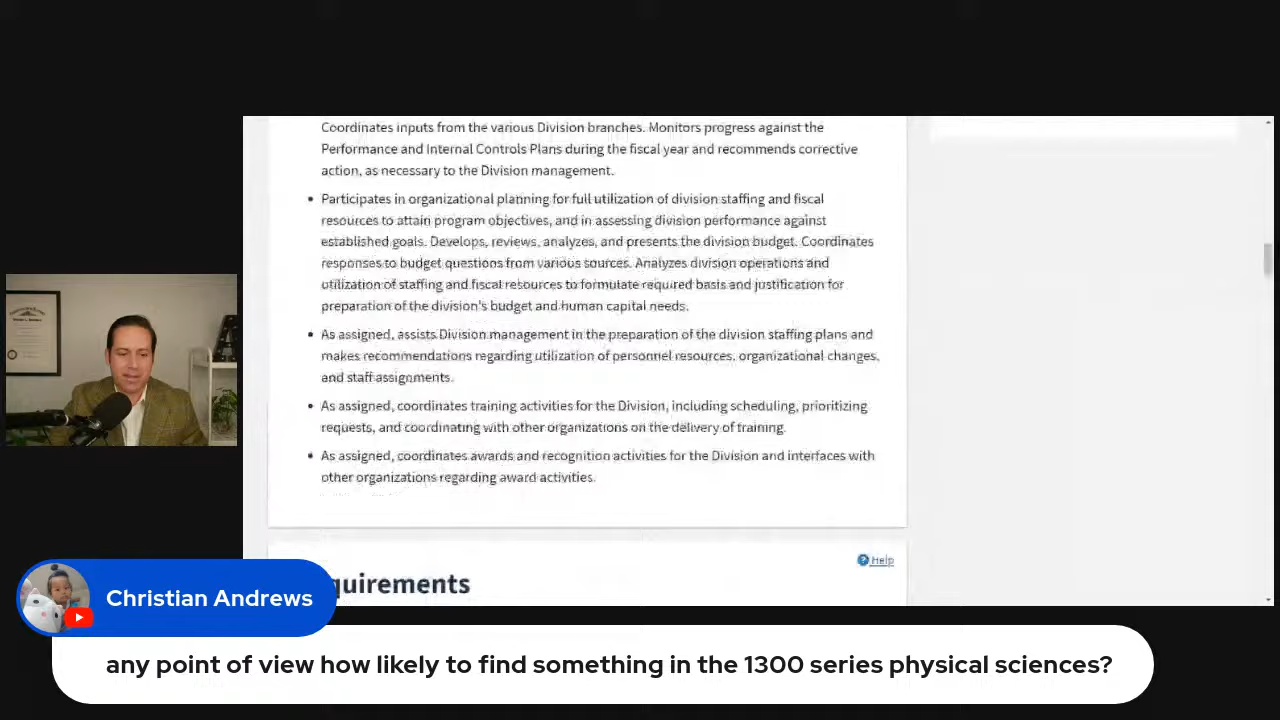 Coordinates inputs from the various Division branches. Monitors progress against the
Performance and Internal Controls Plans during the fiscal year and recommends corrective
action, as necessary to the Division management.
• Participates in organizational planning for full utilization of division staffing and fiscal
resources to attain program objectives, and in assessing division performance against
established goals. Develops, reviews, analyzes, and presents the division budget. Coordinates
responses to budget questions from various sources. Analyzes division operations and
utilization of staffing and fiscal resources to formulate required basis and justification for
preparation of the division's budget and human capital needs.
• As assigned, assists Division management in the preparation of the division staffing plans and
makes recommendations regarding utilization of personnel resources, organizational changes,
and staff assignments.
• As assigned, coordinates training activities for the Division, including scheduling, prioritizing
requests, and coordinating with other organizations on the delivery of training.
• As assigned, coordinates awards and recognition activities for the Division and interfaces with
other organizations regarding award activities.
Help
quirements
Christian Andrews
any point of view how likely to find something in the 1300 series physical sciences?